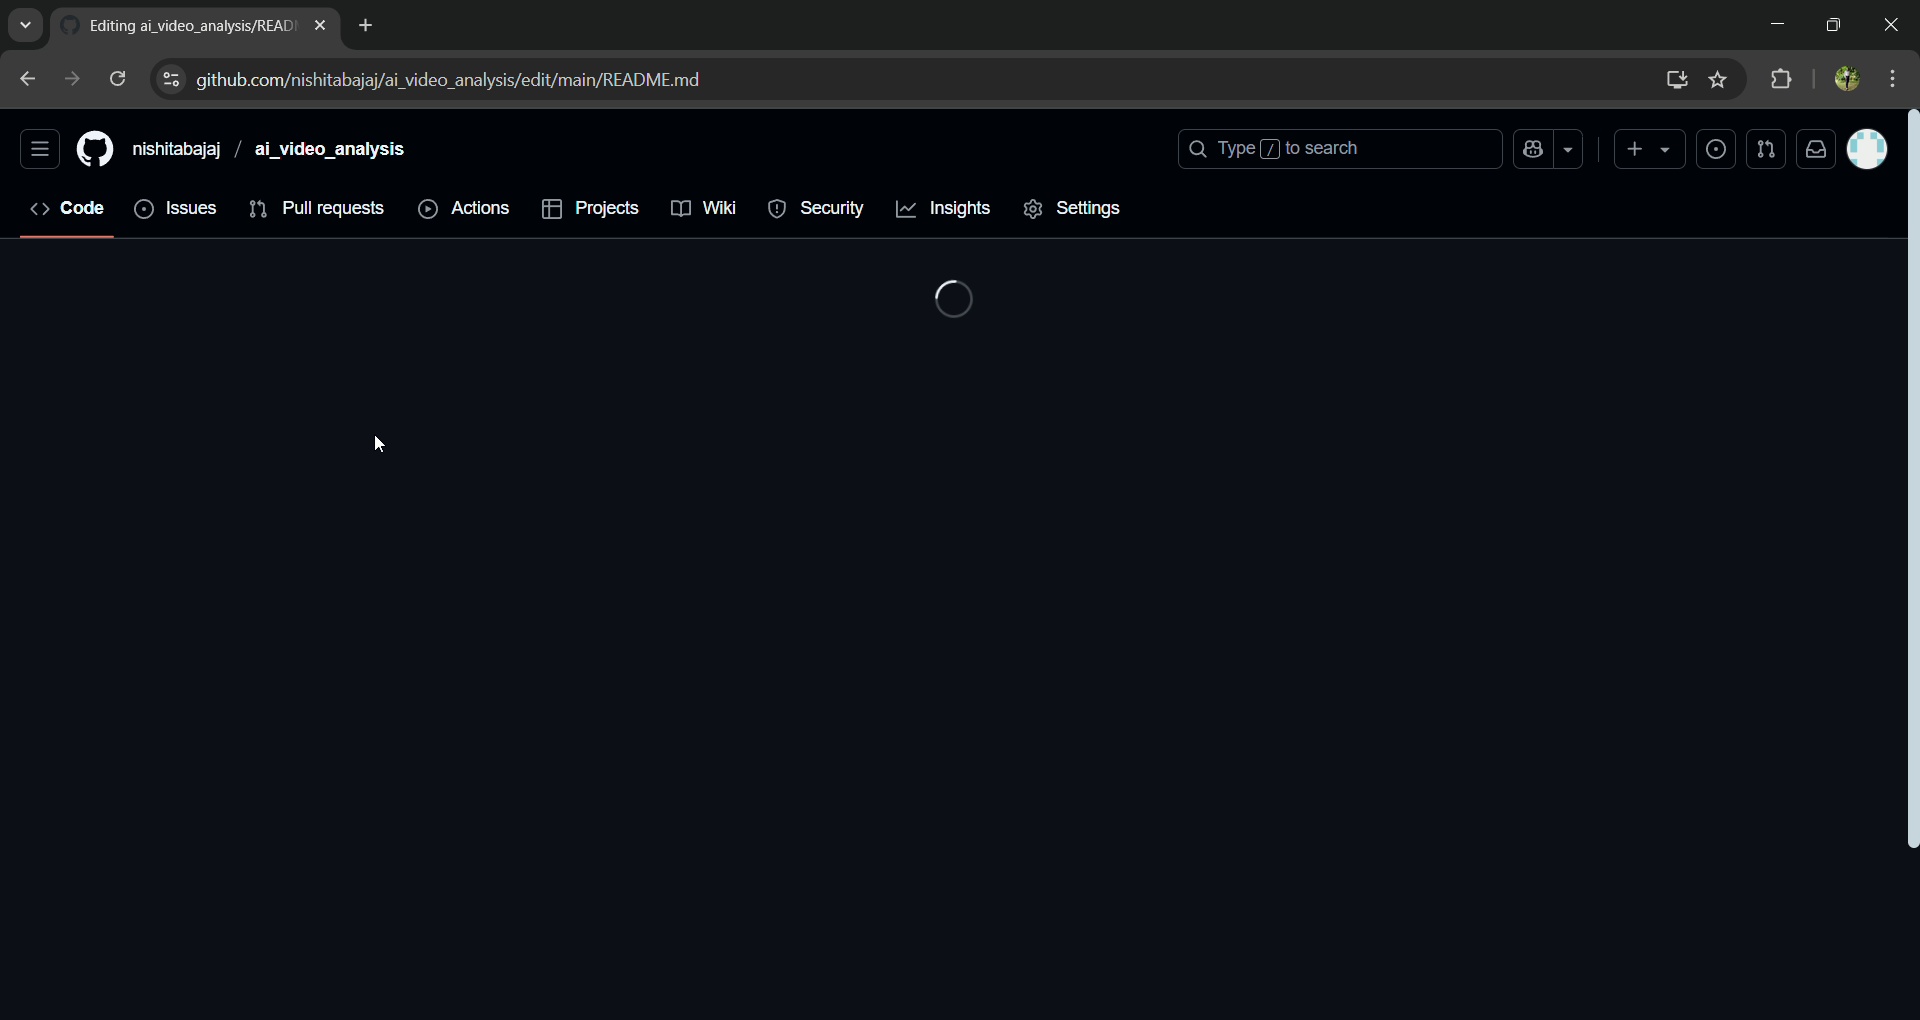 Editing ai_video_analysis/READ
github.com/nishitabajaj/ai_video_analysis/edit/main/README.md
nishitabajaj / ai_video_analysis
Type / to search
Code Issues Pull requests Actions Projects Wiki Security Insights Settings